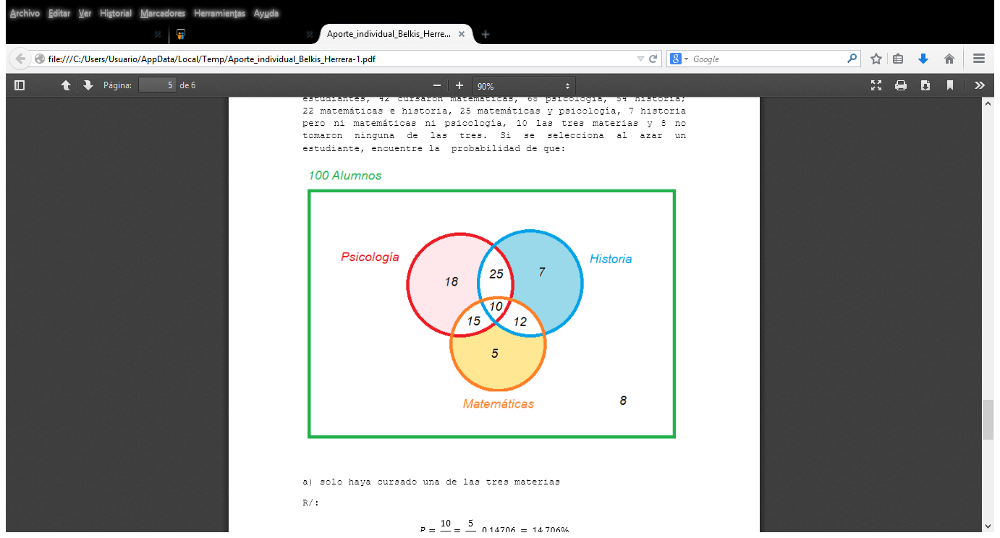 Archivo Editar Ver Historial Marcadores Herramientas Ayuda
Aporte_individual_Belkis_Herre...
file:///C:/Users/Usuario/AppData/Local/Temp/Aporte_individual_Belkis_Herrera-1.pdf
Google
Página: 5 de 6
90%
estudiantes, 42 cursaron matemáticas, 68 psicología, 54 historia;
22 matemáticas e historia, 25 matemáticas y psicología, 7 historia
pero ni matemáticas ni psicología, 10 las tres materias y 8 no
tomaron ninguna de las tres. Si se selecciona al azar un
estudiante, encuentre la probabilidad de que:
100 Alumnos
Psicología
Historia
18
25
7
10
15
12
5
Matemáticas
8
a) solo haya cursado una de las tres materias
R/:
10 5
P = = 0.14706 = 14.706%